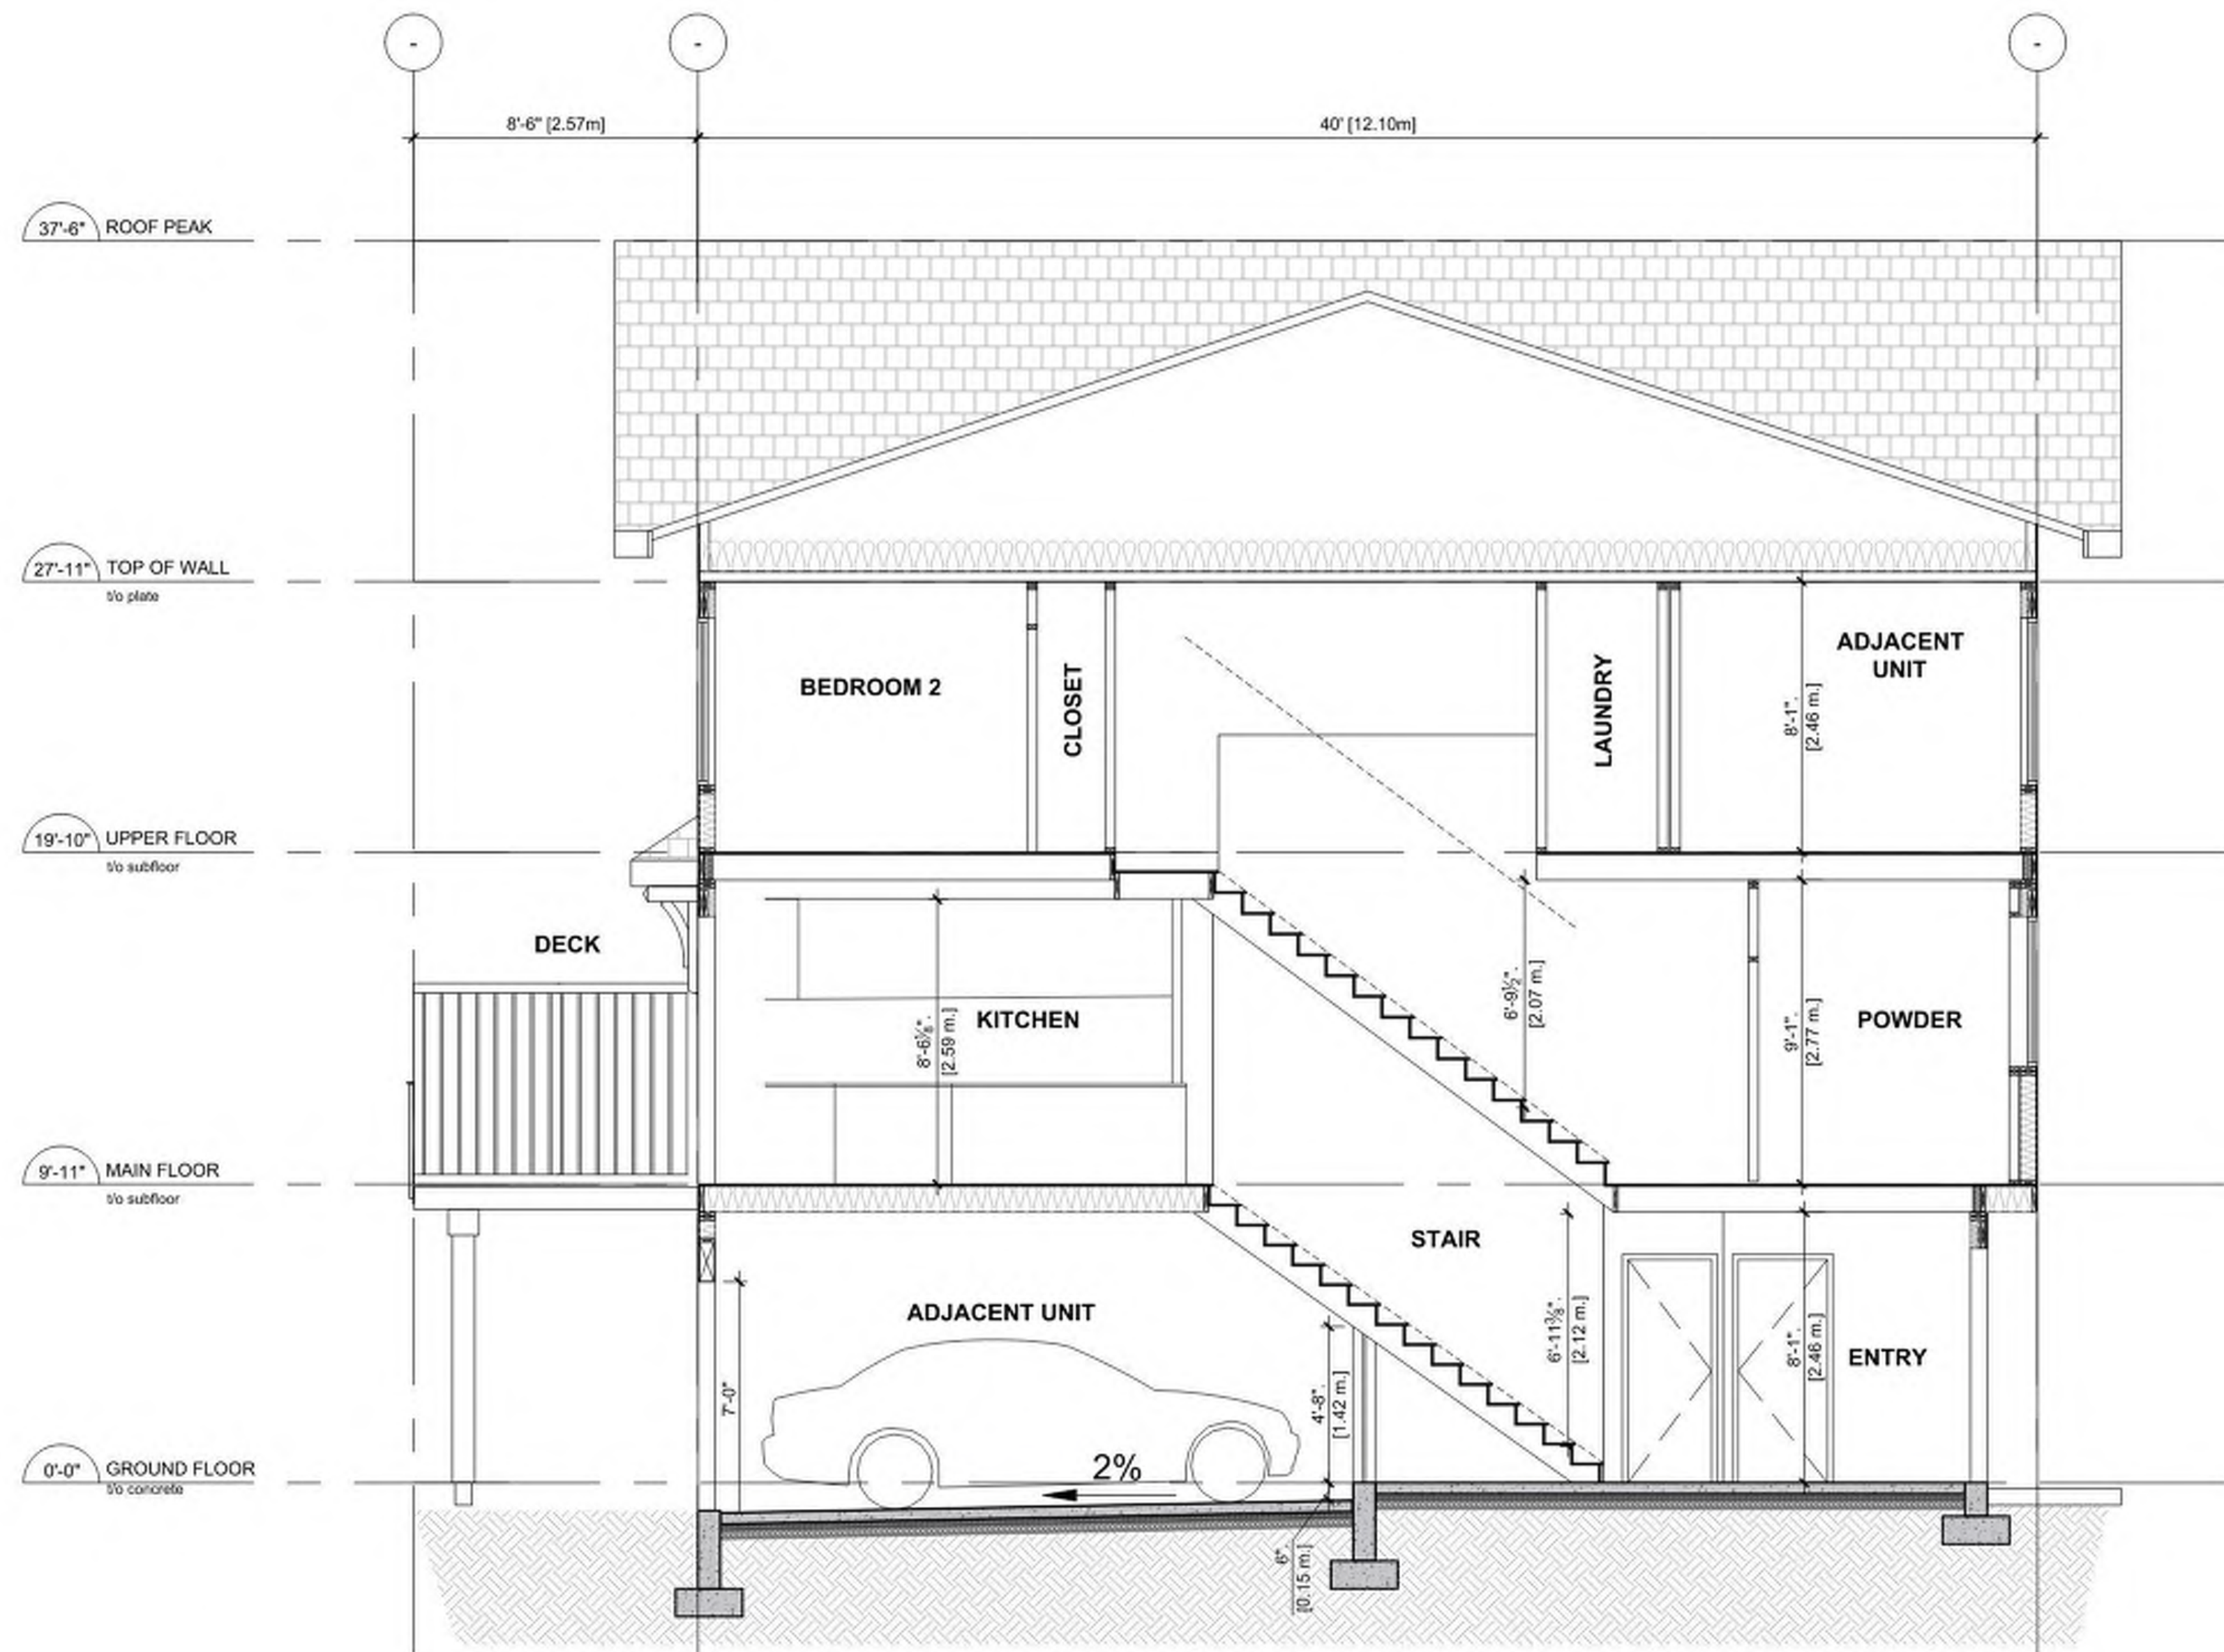 -
-
-
8'-6" [2.57m]
40' [12.10m]
37'-6"
ROOF PEAK
27'-11"
TOP OF WALL
t/o plate
BEDROOM 2
CLOSET
LAUNDRY
ADJACENT
UNIT
8'-1".
[2.46 m.]
19'-10"
UPPER FLOOR
t/o subfloor
DECK
KITCHEN
8'-6⅞".
[2.59 m.]
6'-9½".
[2.07 m.]
9'-1".
[2.77 m.]
POWDER
9'-11"
MAIN FLOOR
t/o subfloor
STAIR
ADJACENT UNIT
7'-0"
4'-8".
[1.42 m.]
6'-11⅜".
[2.12 m.]
8'-1".
[2.46 m.]
ENTRY
2%
0'-0"
GROUND FLOOR
t/o concrete
6".
[0.15 m.]